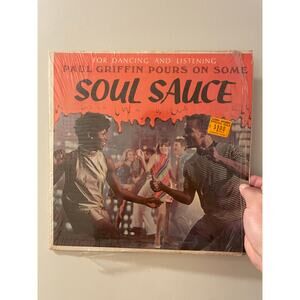 FOR DANCING AND LISTENING
PAUL GRIFFIN POURS ON SOME
SOUL SAUCE